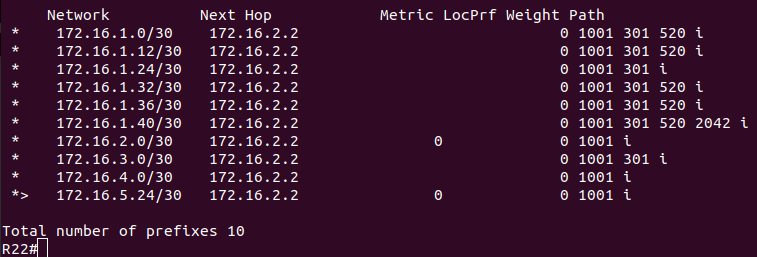 Network Next Hop Metric LocPrf Weight Path
* 172.16.1.0/30 172.16.2.2 0 1001 301 520 i
* 172.16.1.12/30 172.16.2.2 0 1001 301 520 i
* 172.16.1.24/30 172.16.2.2 0 1001 301 i
* 172.16.1.32/30 172.16.2.2 0 1001 301 520 i
* 172.16.1.36/30 172.16.2.2 0 1001 301 520 i
* 172.16.1.40/30 172.16.2.2 0 1001 301 520 2042 i
* 172.16.2.0/30 172.16.2.2 0 0 1001 i
* 172.16.3.0/30 172.16.2.2 0 1001 301 i
* 172.16.4.0/30 172.16.2.2 0 1001 i
*> 172.16.5.24/30 172.16.2.2 0 0 1001 i
Total number of prefixes 10
R22#